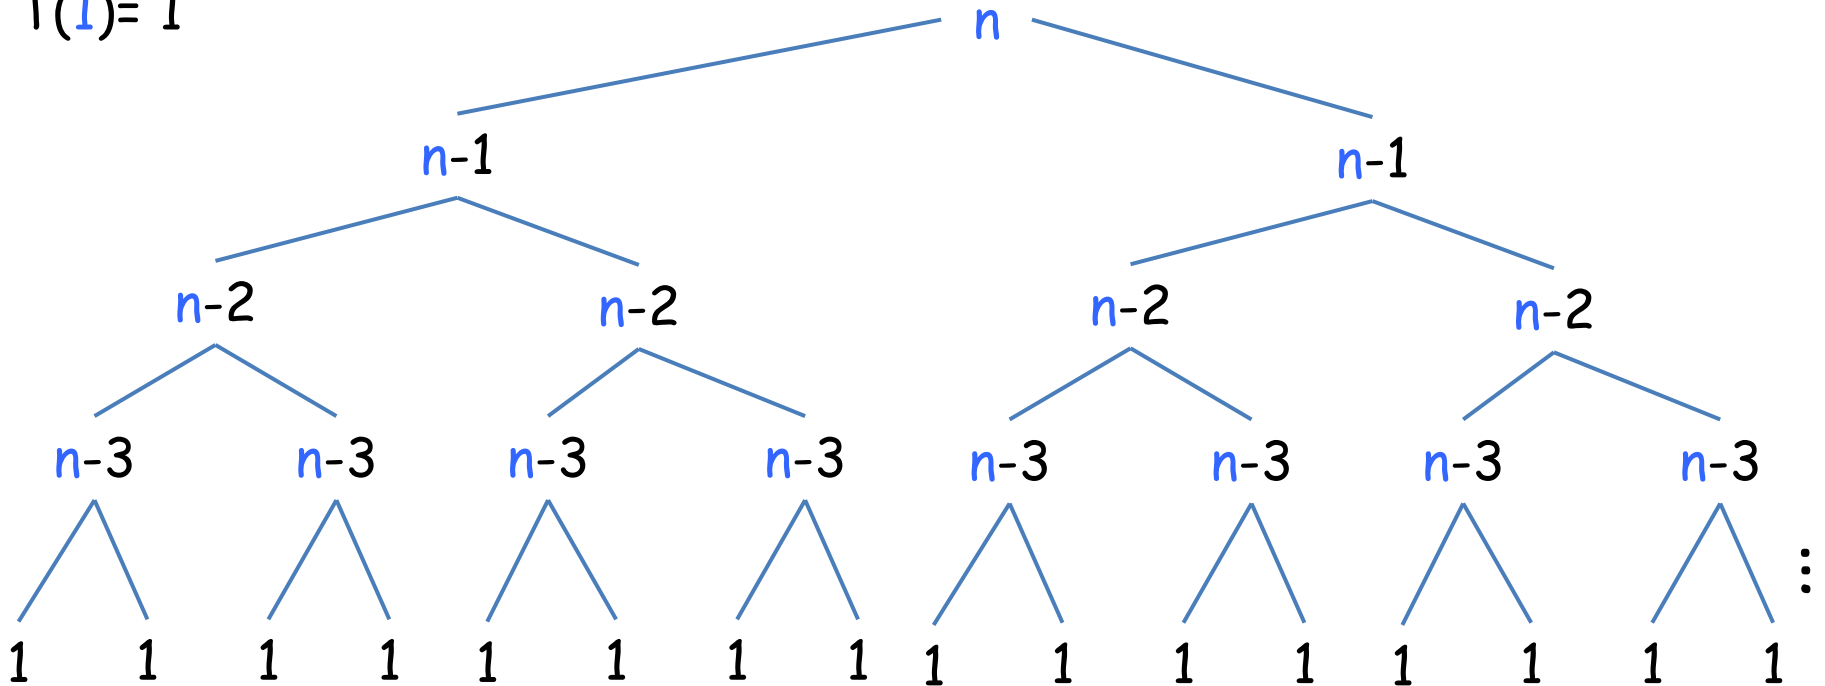 T(1)= 1
n
n-1 n-1
n-2 n-2 n-2 n-2
n-3 n-3 n-3 n-3 n-3 n-3 n-3 n-3
⋮
1 1 1 1 1 1 1 1 1 1 1 1 1 1 1 1